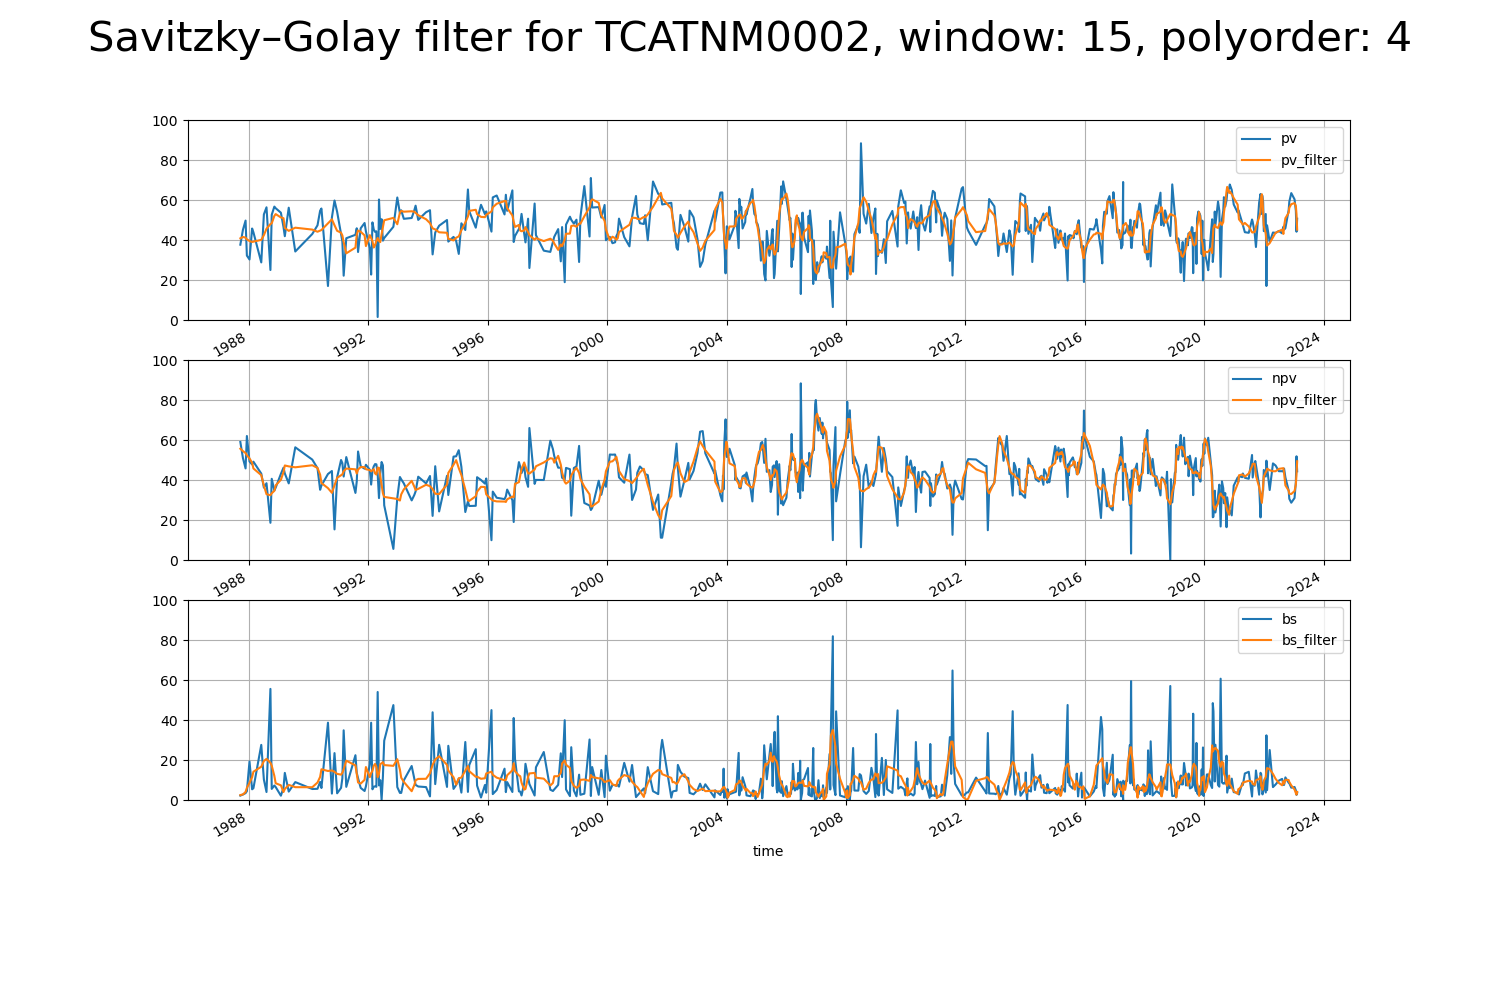 Savitzky–Golay filter for TCATNM0002, window: 15, polyorder: 4
100
80
60
40
20
0
pv
pv_filter
1988 1992 1996 2000 2004 2008 2012 2016 2020 2024
100
80
60
40
20
0
npv
npv_filter
1988 1992 1996 2000 2004 2008 2012 2016 2020 2024
100
80
60
40
20
0
bs
bs_filter
1988 1992 1996 2000 2004 2008 2012 2016 2020 2024
time